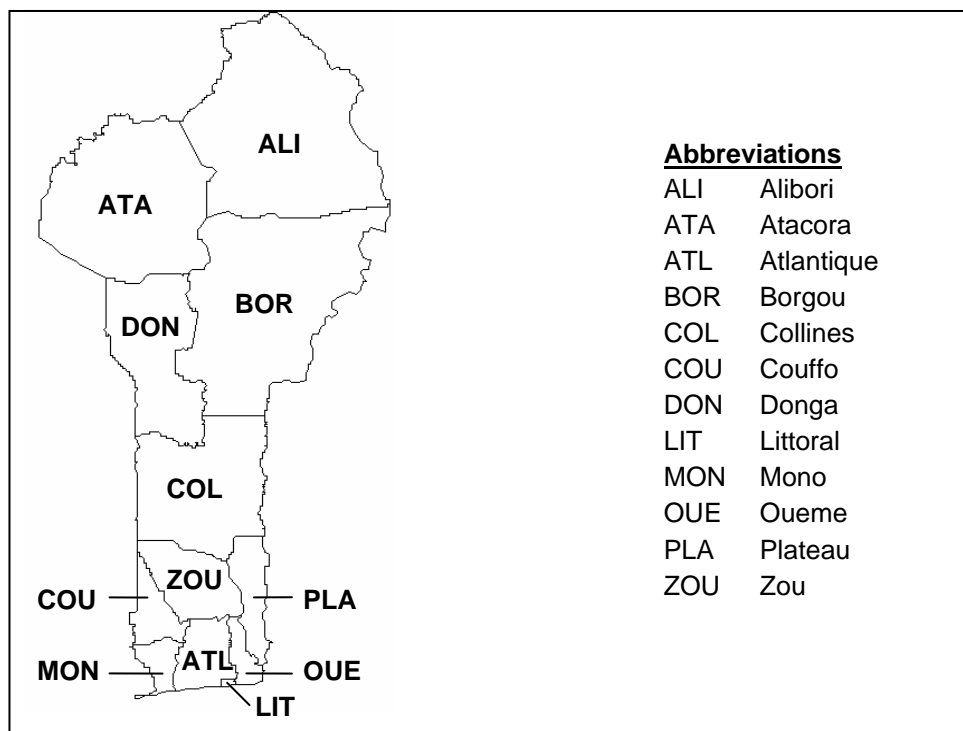 ALI
ATA
BOR
DON
COL
ZOU
COU
PLA
MON
ATL
OUE
LIT
Abbreviations
ALI Alibori
ATA Atacora
ATL Atlantique
BOR Borgou
COL Collines
COU Couffo
DON Donga
LIT Littoral
MON Mono
OUE Oueme
PLA Plateau
ZOU Zou